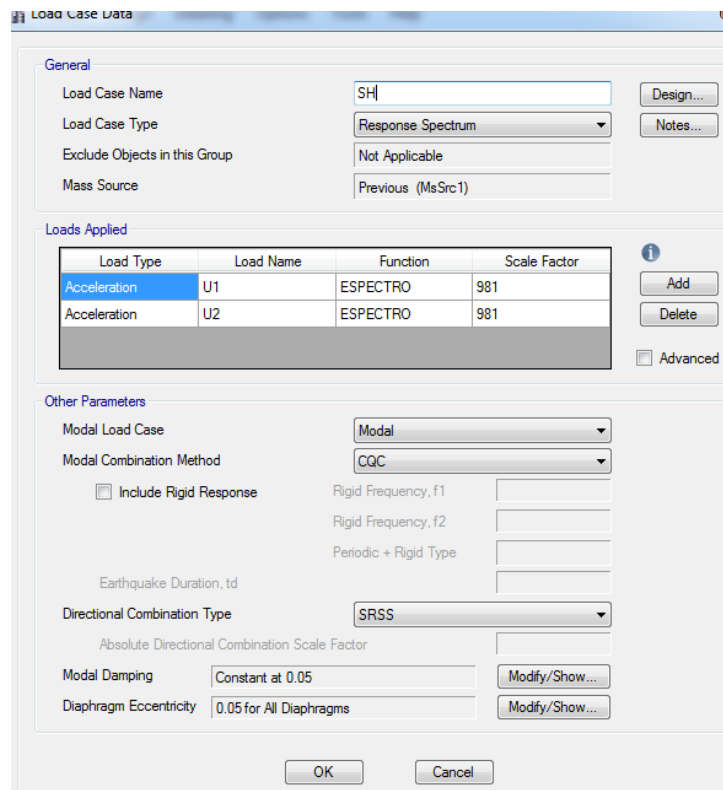 Load Case Data
General
Load Case Name SH Design...
Load Case Type Response Spectrum Notes...
Exclude Objects in this Group Not Applicable
Mass Source Previous (MsSrc1)
Loads Applied
Load Type Load Name Function Scale Factor
Acceleration U1 ESPECTRO 981 Add
Acceleration U2 ESPECTRO 981 Delete
Advanced
Other Parameters
Modal Load Case Modal
Modal Combination Method CQC
Include Rigid Response Rigid Frequency, f1
Rigid Frequency, f2
Periodic + Rigid Type
Earthquake Duration, td
Directional Combination Type SRSS
Absolute Directional Combination Scale Factor
Modal Damping Constant at 0.05 Modify/Show...
Diaphragm Eccentricity 0.05 for All Diaphragms Modify/Show...
OK Cancel